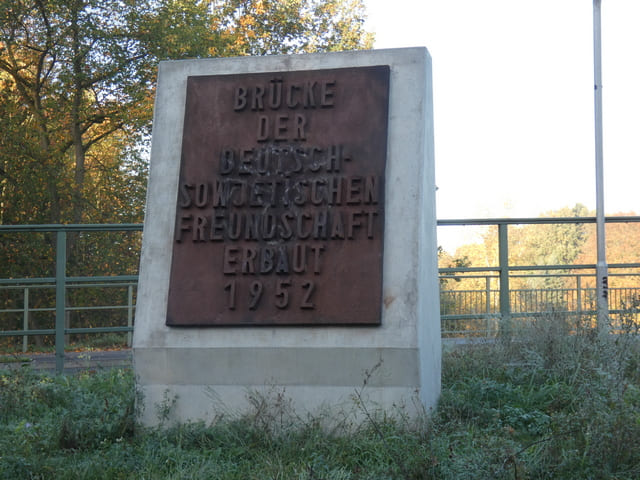 BRÜCKE
DER
DEUTSCH-
SOWJETISCHEN
FREUNDSCHAFT
ERBAUT
1952